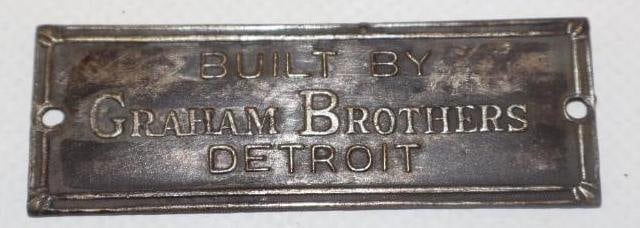 BUILT BY
GRAHAM BROTHERS
DETROIT